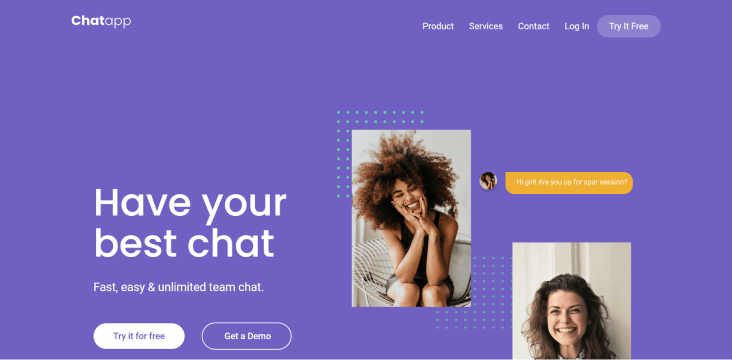 Chatapp
Product Services Contact Log In Try It Free
Hi girl! Are you up for spar session?
Have your
best chat
Fast, easy & unlimited team chat.
Try it for free Get a Demo